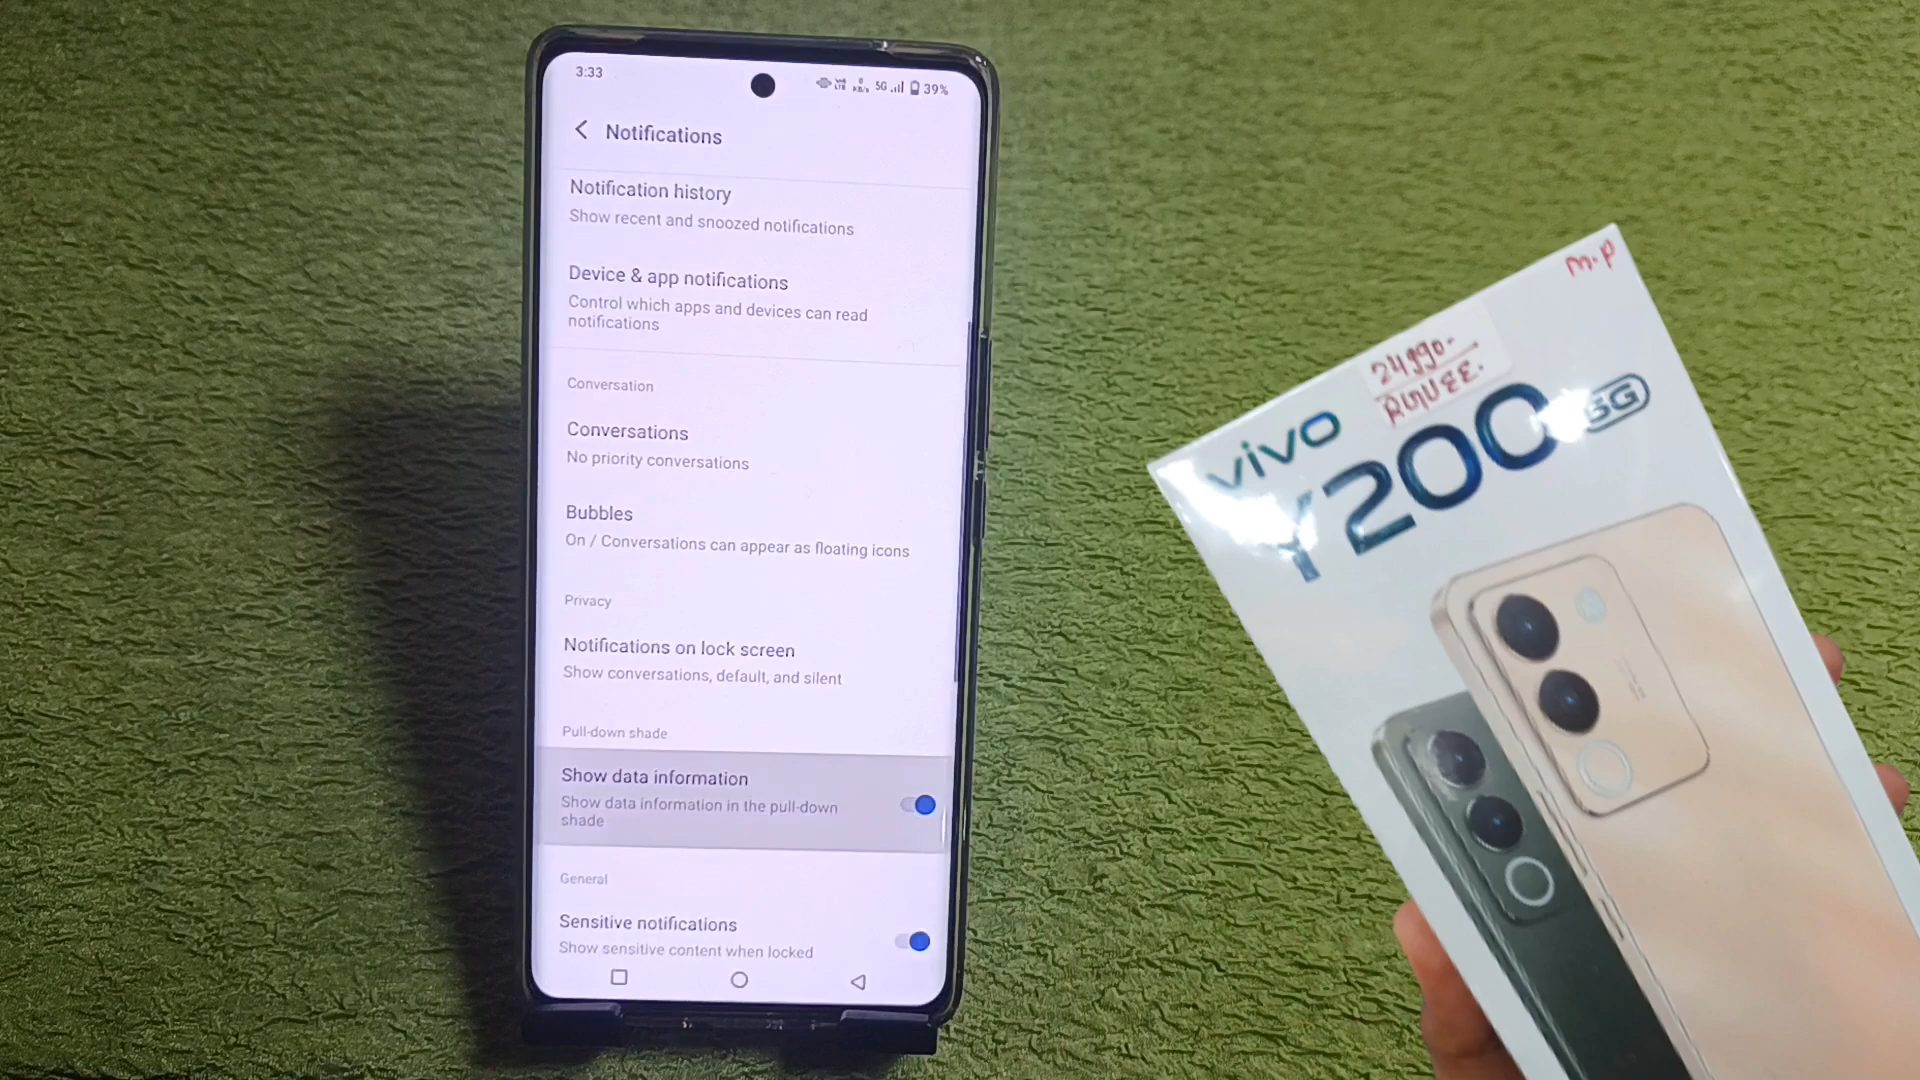 3:33
5G 39%
Notifications
Notification history
Show recent and snoozed notifications
Device & app notifications
Control which apps and devices can read
notifications
Conversation
Conversations
No priority conversations
Bubbles
On / Conversations can appear as floating icons
Privacy
Notifications on lock screen
Show conversations, default, and silent
Pull-down shade
Show data information
Show data information in the pull-down
shade
General
Sensitive notifications
Show sensitive content when locked
M.P
24990.
vivo
Y200 5G